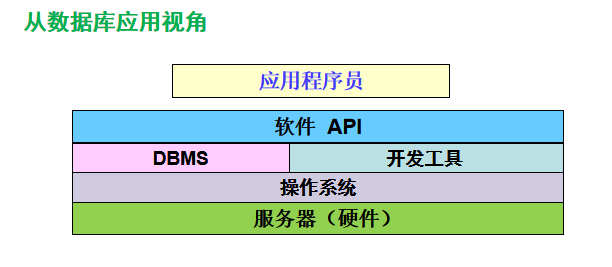 从数据库应用视角
应用程序员
软件 API
DBMS 开发工具
操作系统
服务器（硬件）